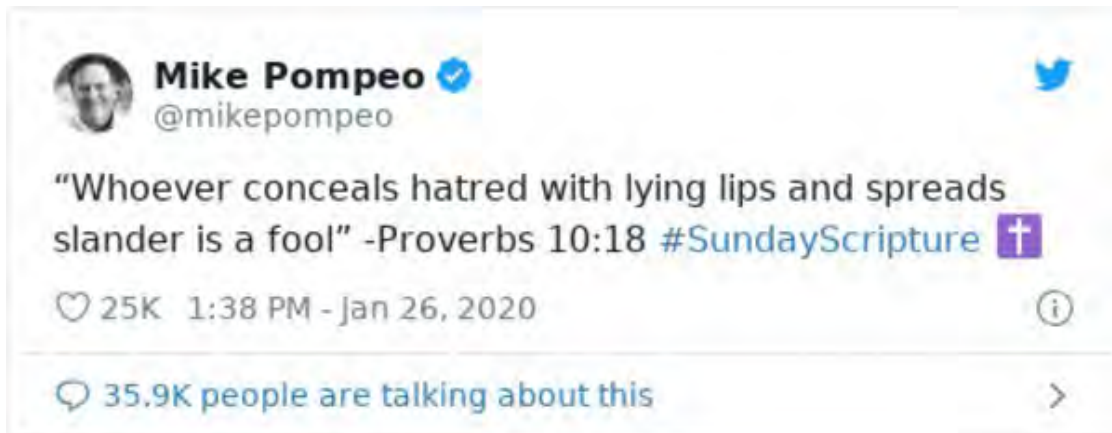 Mike Pompeo
@mikepompeo
“Whoever conceals hatred with lying lips and spreads
slander is a fool” -Proverbs 10:18 #SundayScripture ✝️
25K 1:38 PM - Jan 26, 2020
35.9K people are talking about this